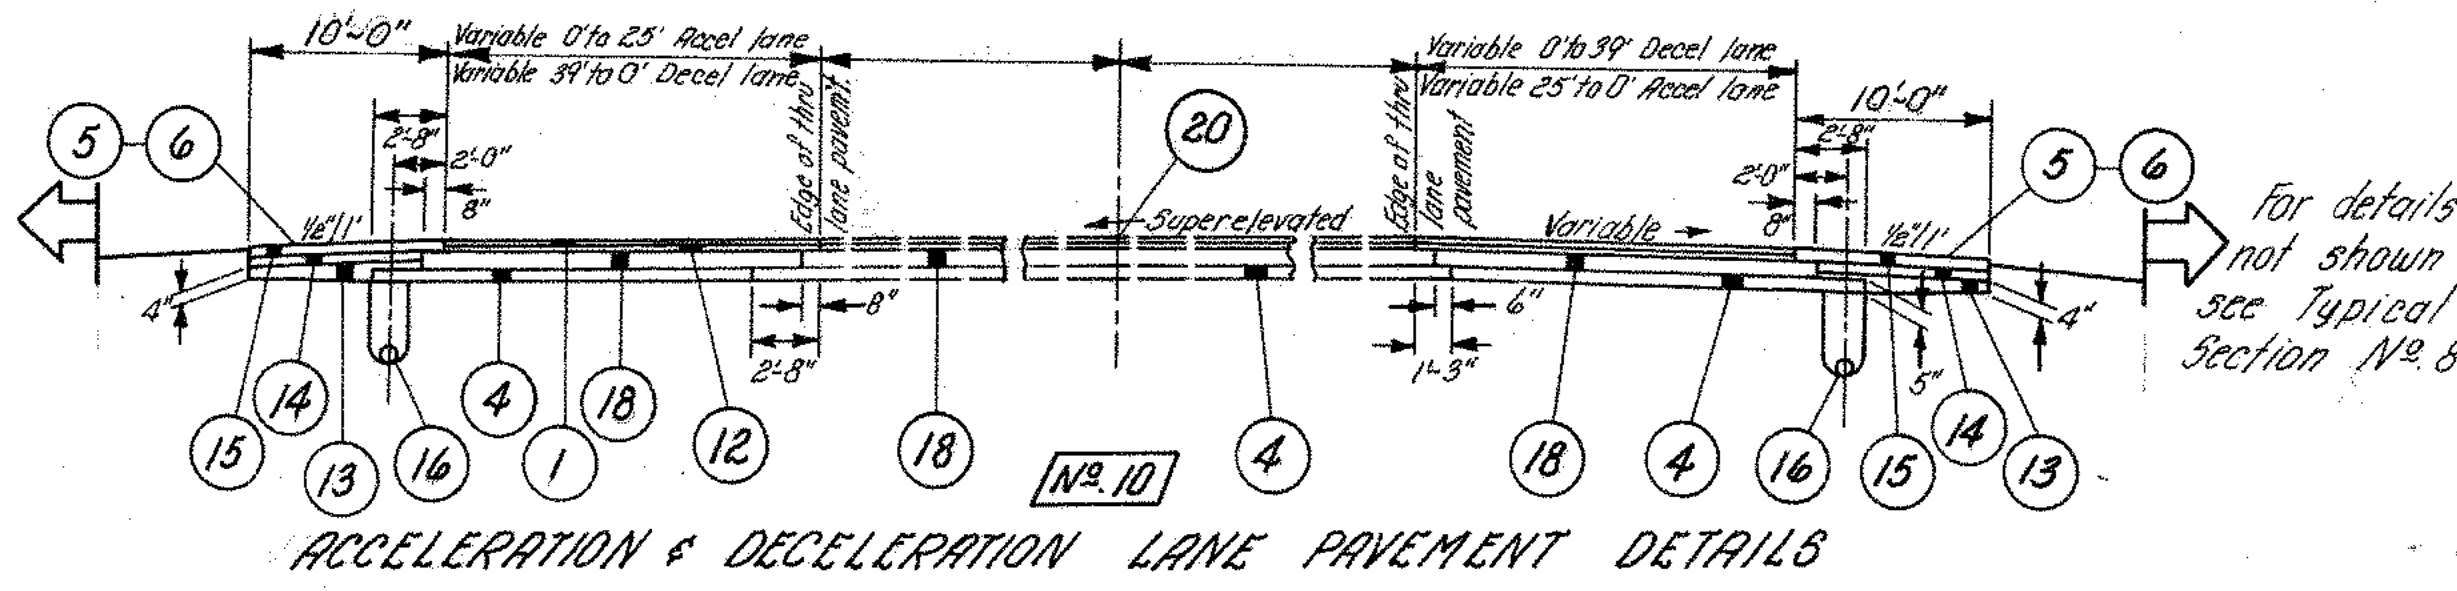 10'-0"
Variable 0' to 25' Accel lane
Variable 39' to 0' Decel lane
Variable 0' to 39' Decel lane
Variable 25' to 0' Accel lane
10'-0"
5
6
2'-8"
2'-0"
8"
Edge of thru
lane pavem't.
20
Edge of thru
lane
pavement
2'-8"
2'-0"
8"
5
6
1/2"/1'
Superelevated
Variable
1/2"/1'
For details
not shown
see Typical
Section Nº. 8
4"
8"
2'-8"
6"
1'-3"
5"
4"
15
14
13
16
4
1
18
12
18
Nº. 10
4
18
4
16
15
14
13
ACCELERATION & DECELERATION LANE PAVEMENT DETAILS